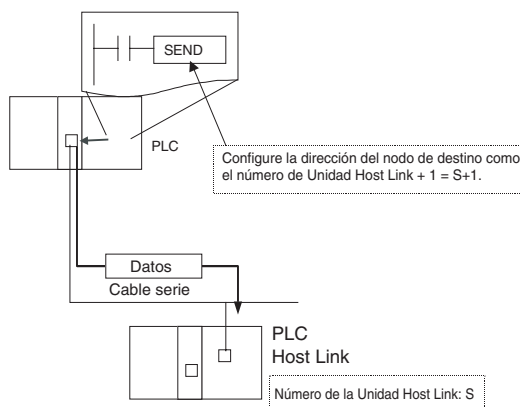 SEND
PLC
Configure la dirección del nodo de destino como
el número de Unidad Host Link + 1 = S+1.
Datos
Cable serie
PLC
Host Link
Número de la Unidad Host Link: S